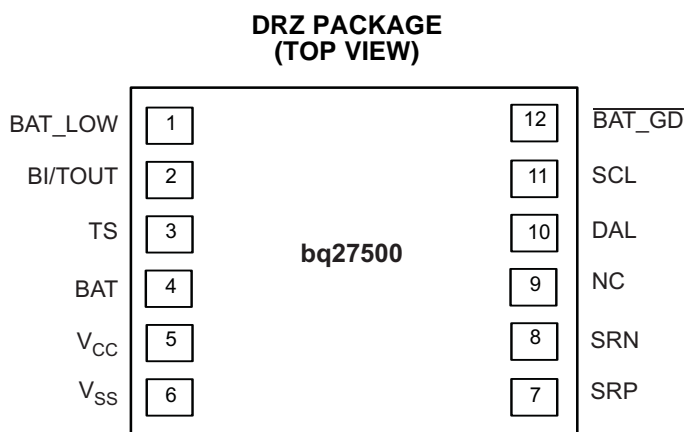 DRZ PACKAGE
(TOP VIEW)
BAT_LOW 1 12 BAT_GD
BI/TOUT 2 11 SCL
TS 3 10 DAL
bq27500
BAT 4 9 NC
VCC 5 8 SRN
VSS 6 7 SRP